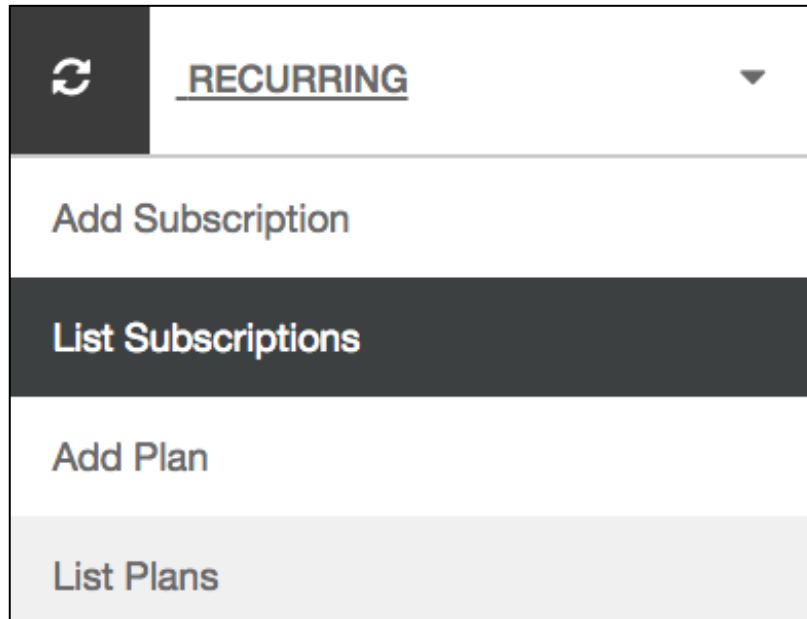 RECURRING
Add Subscription
List Subscriptions
Add Plan
List Plans